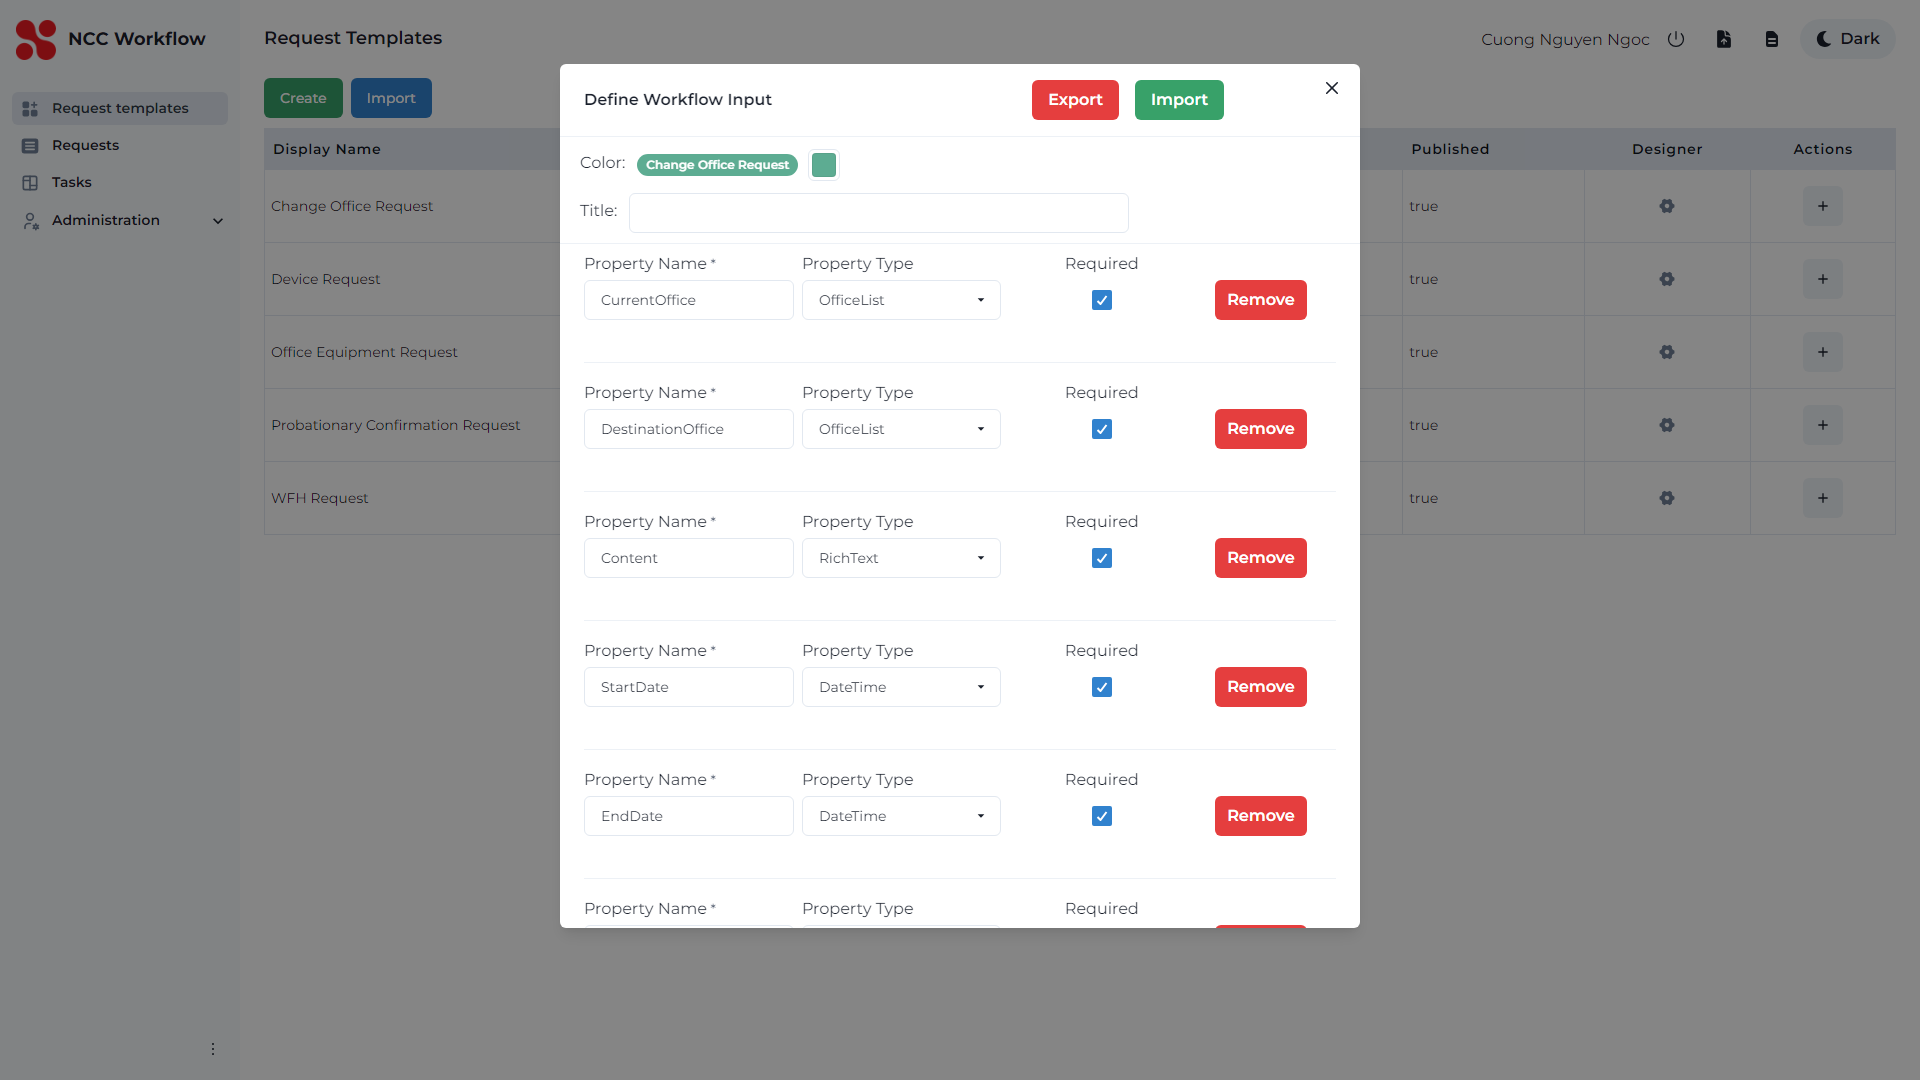 NCC Workflow
Request templates
Requests
Tasks
Administration
Request Templates
Cuong Nguyen Ngoc
Dark
Create
Import
Display Name
Published
Designer
Actions
Change Office Request
true
+
Device Request
true
+
Office Equipment Request
true
+
Probationary Confirmation Request
true
+
WFH Request
true
+
Define Workflow Input
Export
Import
Color:
Change Office Request
Title:
Property Name *
Property Type
Required
CurrentOffice
OfficeList
Remove
Property Name *
Property Type
Required
DestinationOffice
OfficeList
Remove
Property Name *
Property Type
Required
Content
RichText
Remove
Property Name *
Property Type
Required
StartDate
DateTime
Remove
Property Name *
Property Type
Required
EndDate
DateTime
Remove
Property Name *
Property Type
Required